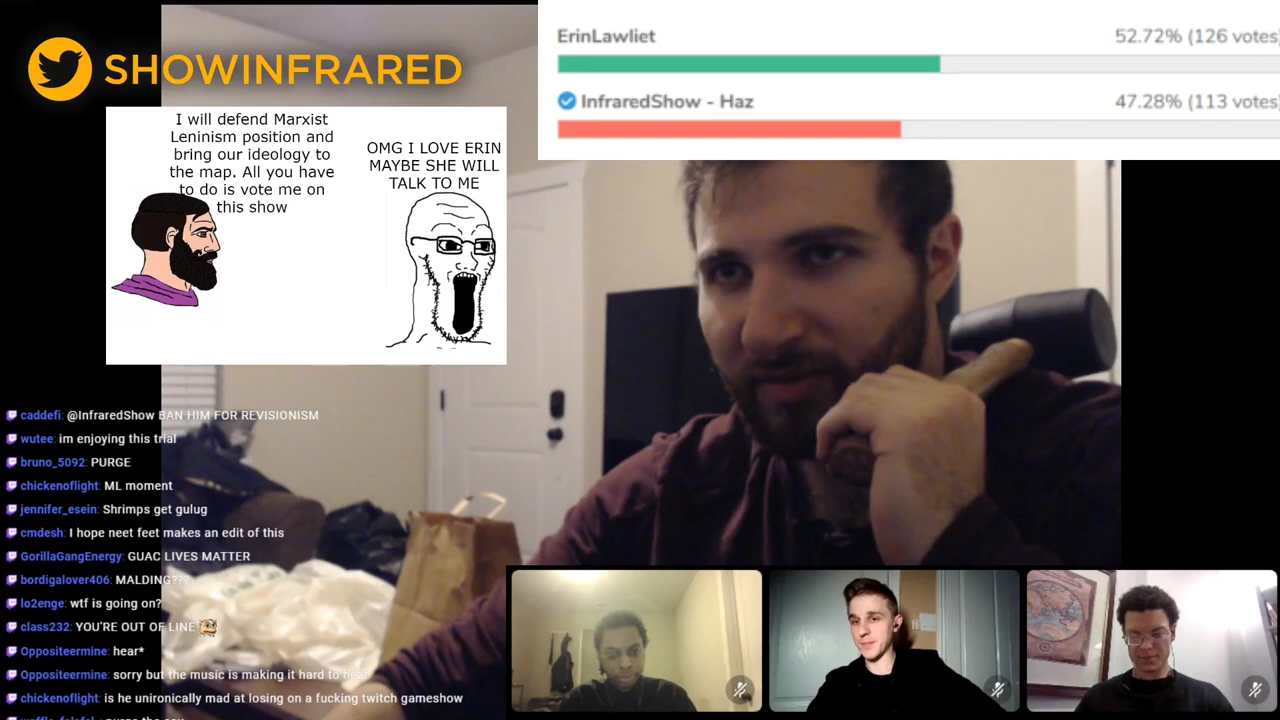 SHOWINFRARED
ErinLawliet
52.72% (126 votes)
InfraredShow - Haz
47.28% (113 votes)
I will defend Marxist
Leninism position and
bring our ideology to
the map. All you have
to do is vote me on
this show
OMG I LOVE ERIN
MAYBE SHE WILL
TALK TO ME
caddefi: @InfraredShow BAN HIM FOR REVISIONISM
wutee: im enjoying this trial
bruno_5092: PURGE
chickenoflight: ML moment
jennifer_esein: Shrimps get gulug
cmdesh: I hope neet feet makes an edit of this
GorillaGangEnergy: GUAC LIVES MATTER
bordigalover406: MALDING???
lo2enge: wtf is going on?
class232: YOU'RE OUT OF LINE
Oppositeermine: hear*
Oppositeermine: sorry but the music is making it hard to hear
chickenoflight: is he unironically mad at losing on a fucking twitch gameshow